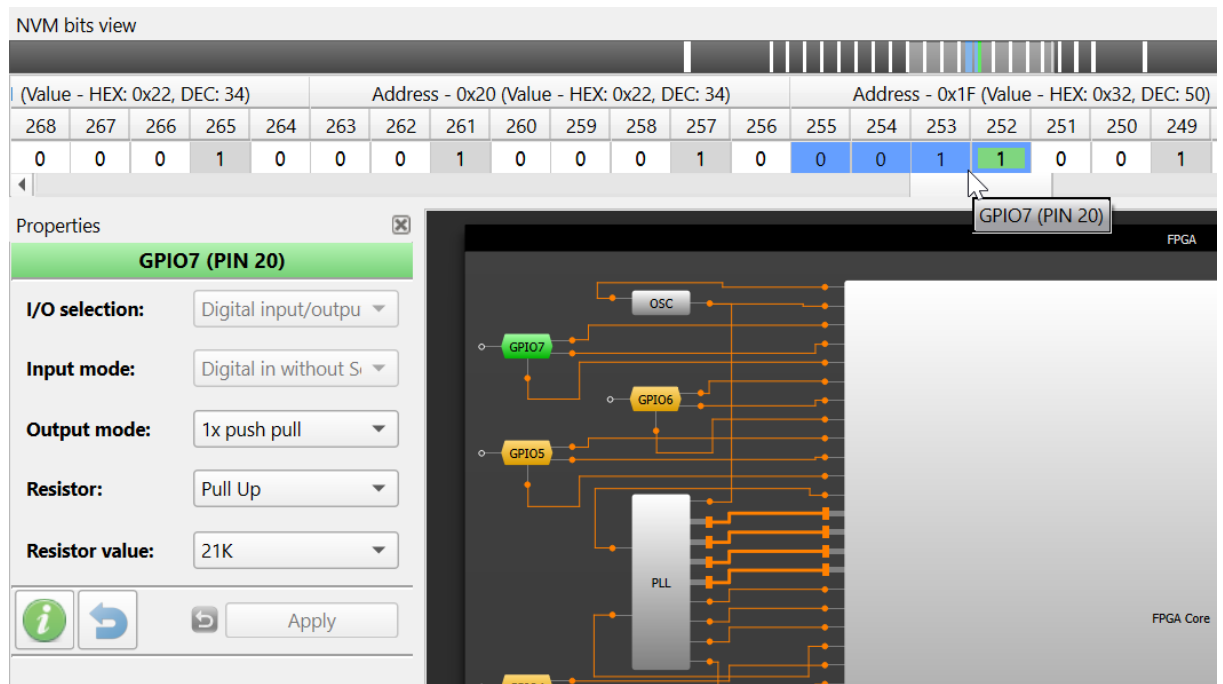 NVM bits view
(Value - HEX: 0x22, DEC: 34) Address - 0x20 (Value - HEX: 0x22, DEC: 34) Address - 0x1F (Value - HEX: 0x32, DEC: 50)
268 267 266 265 264 263 262 261 260 259 258 257 256 255 254 253 252 251 250 249
0 0 0 1 0 0 0 1 0 0 0 1 0 0 0 1 1 0 0 1
GPIO7 (PIN 20)
Properties
GPIO7 (PIN 20)
I/O selection: Digital input/outpu
Input mode: Digital in without S
Output mode: 1x push pull
Resistor: Pull Up
Resistor value: 21K
Apply
FPGA
OSC
GPIO7
GPIO6
GPIO5
PLL
FPGA Core